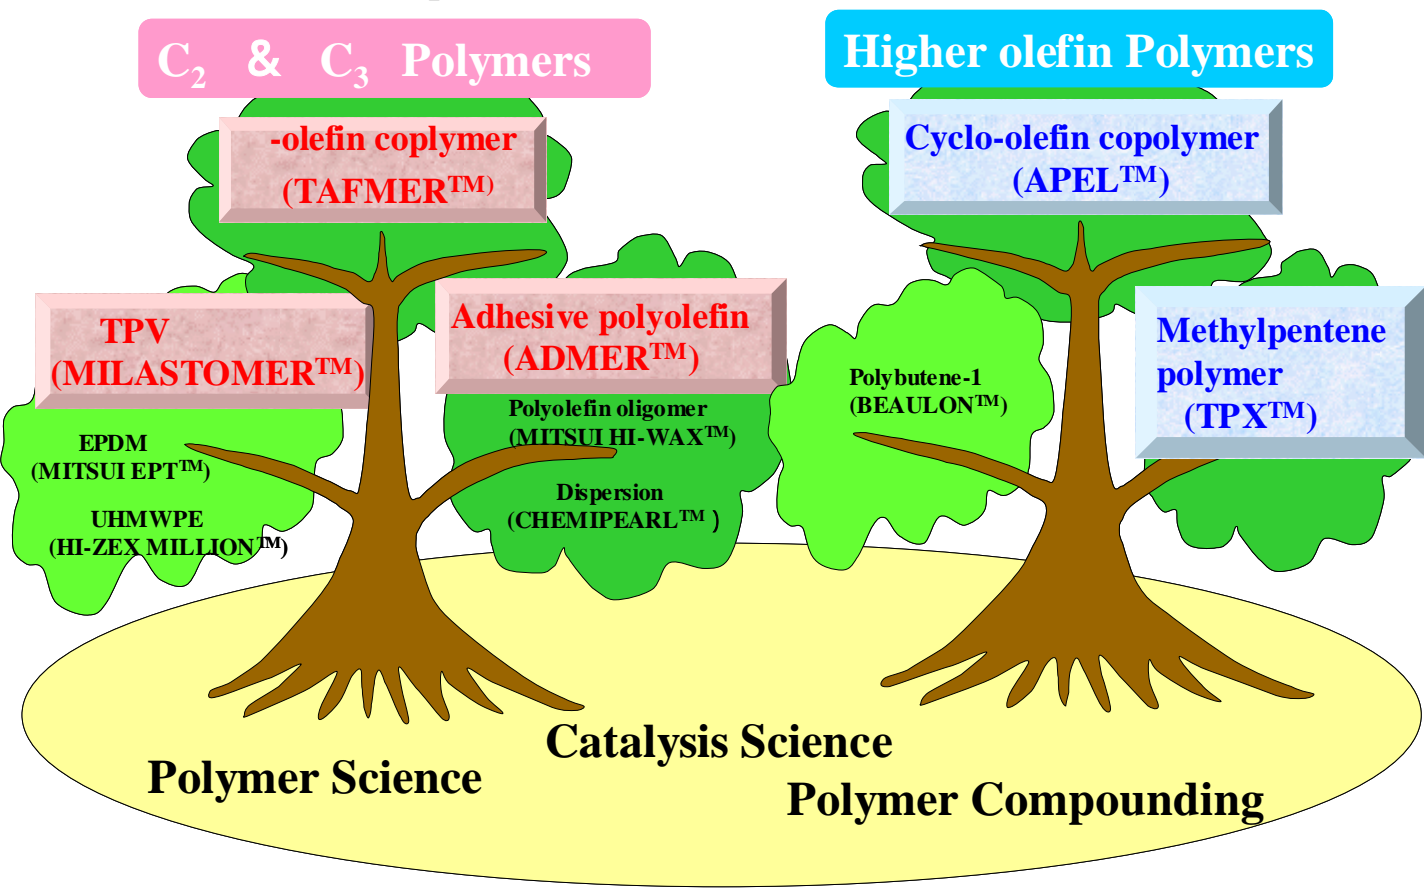 C2 & C3 Polymers
Higher olefin Polymers
-olefin coplymer
(TAFMER™)
Cyclo-olefin copolymer
(APEL™)
TPV
(MILASTOMER™)
Adhesive polyolefin
(ADMER™)
Methylpentene
polymer
(TPX™)
Polybutene-1
(BEAULON™)
Polyolefin oligomer
(MITSUI HI-WAX™)
EPDM
(MITSUI EPT™)
Dispersion
(CHEMIPEARL™ )
UHMWPE
(HI-ZEX MILLION™)
Catalysis Science
Polymer Science
Polymer Compounding